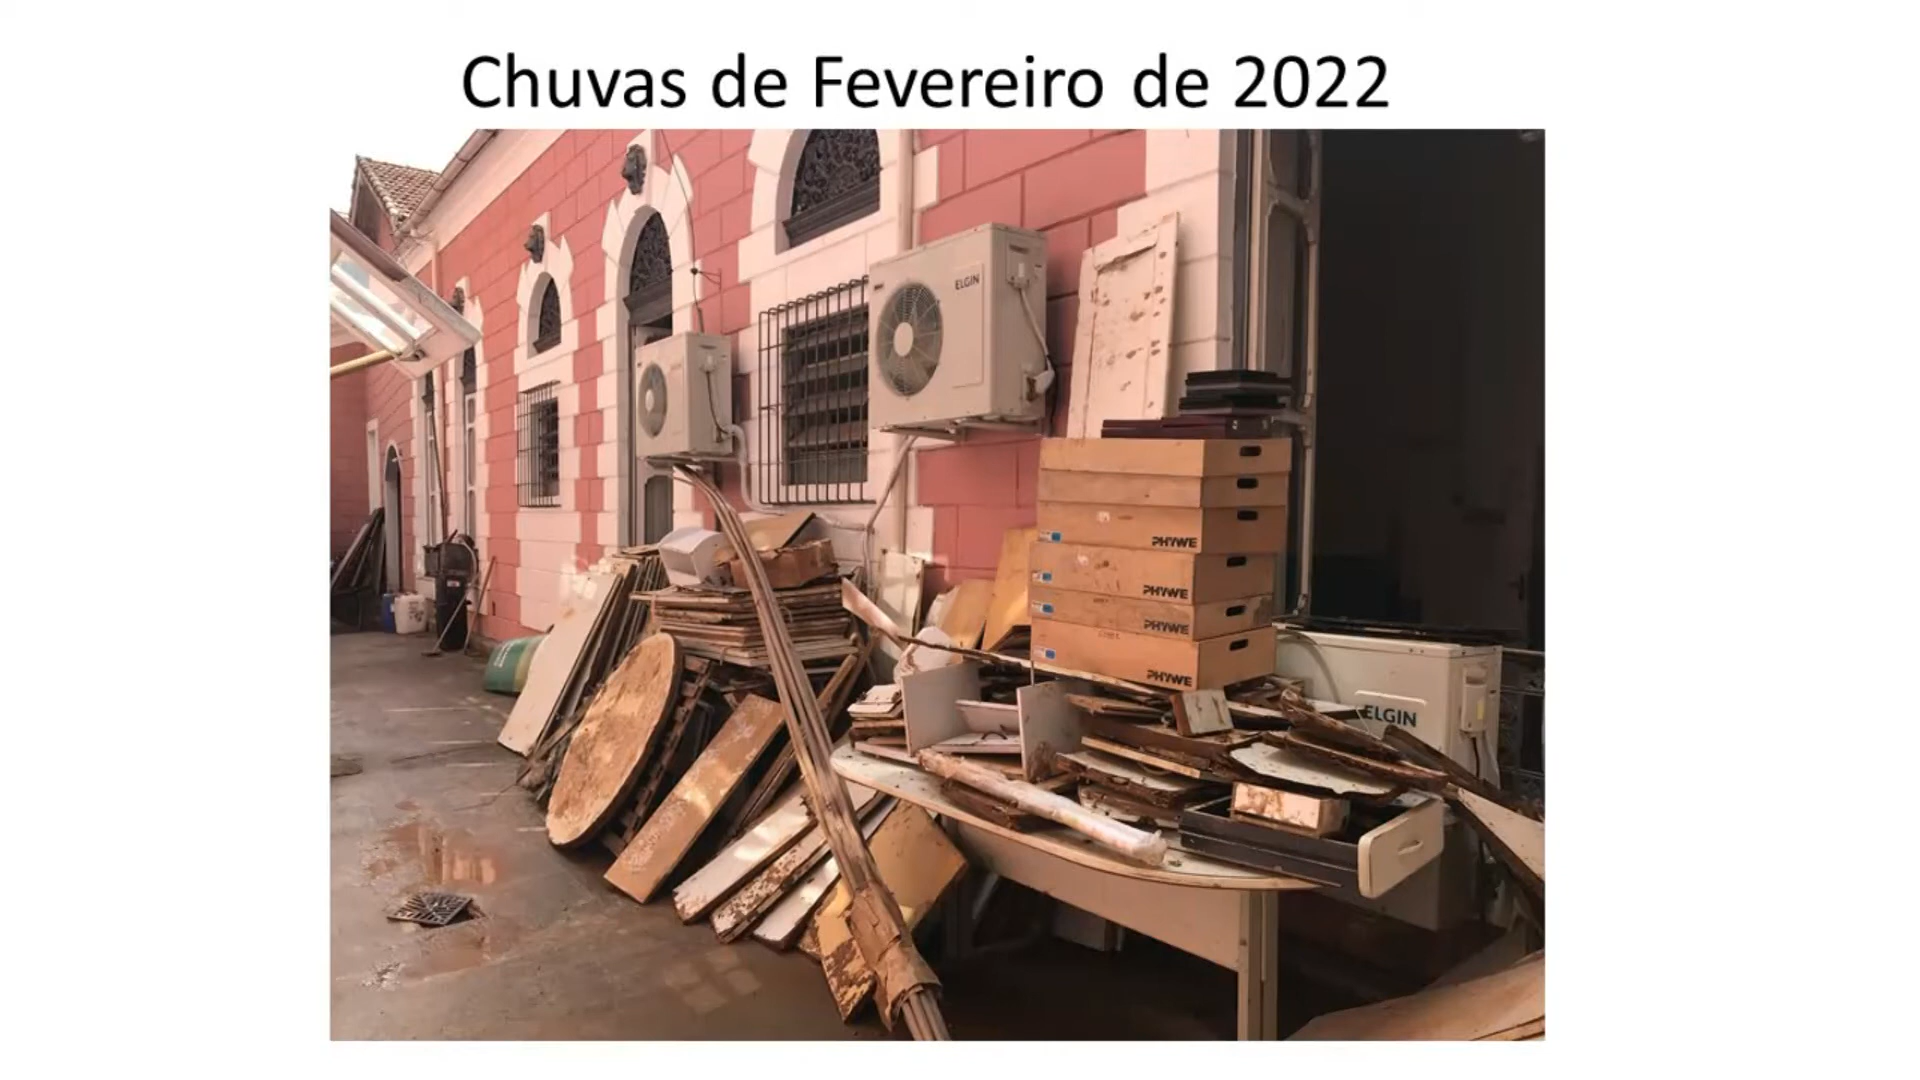 Chuvas de Fevereiro de 2022
ELGIN
PHYWE
PHYWE
PHYWE
PHYWE
ELGIN